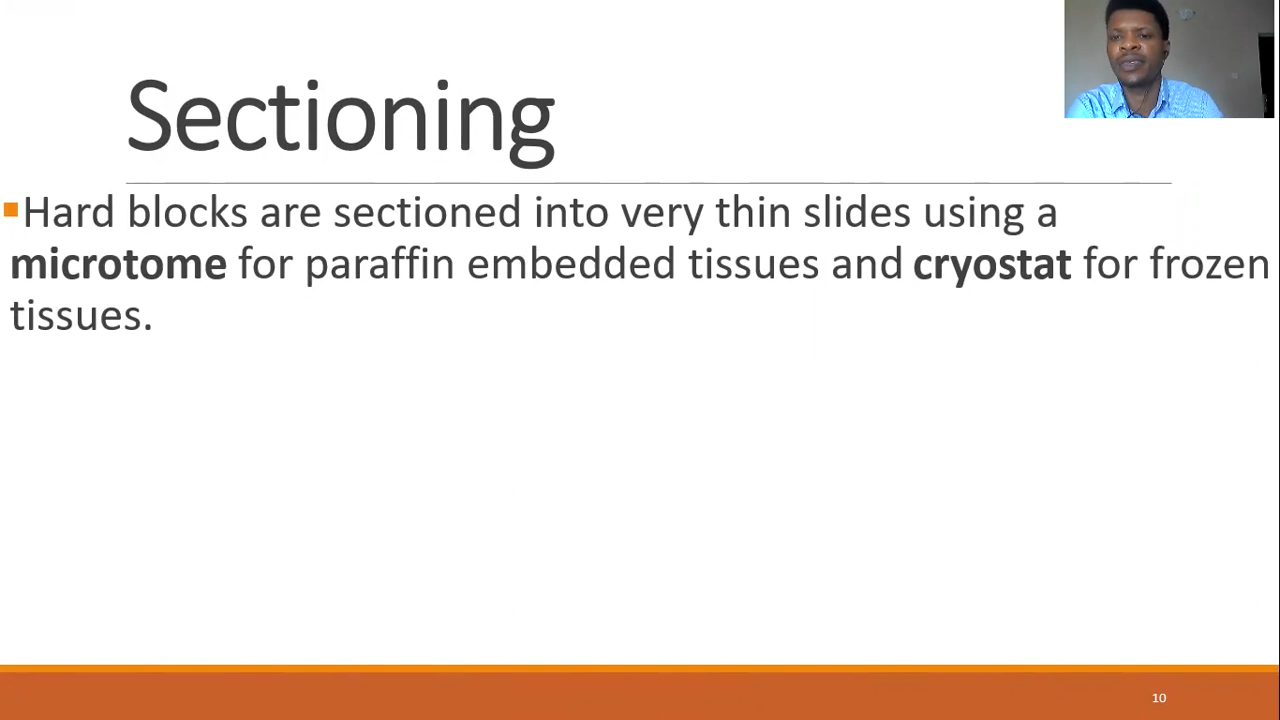 Sectioning
▪Hard blocks are sectioned into very thin slides using a
microtome for paraffin embedded tissues and cryostat for frozen
tissues.
10